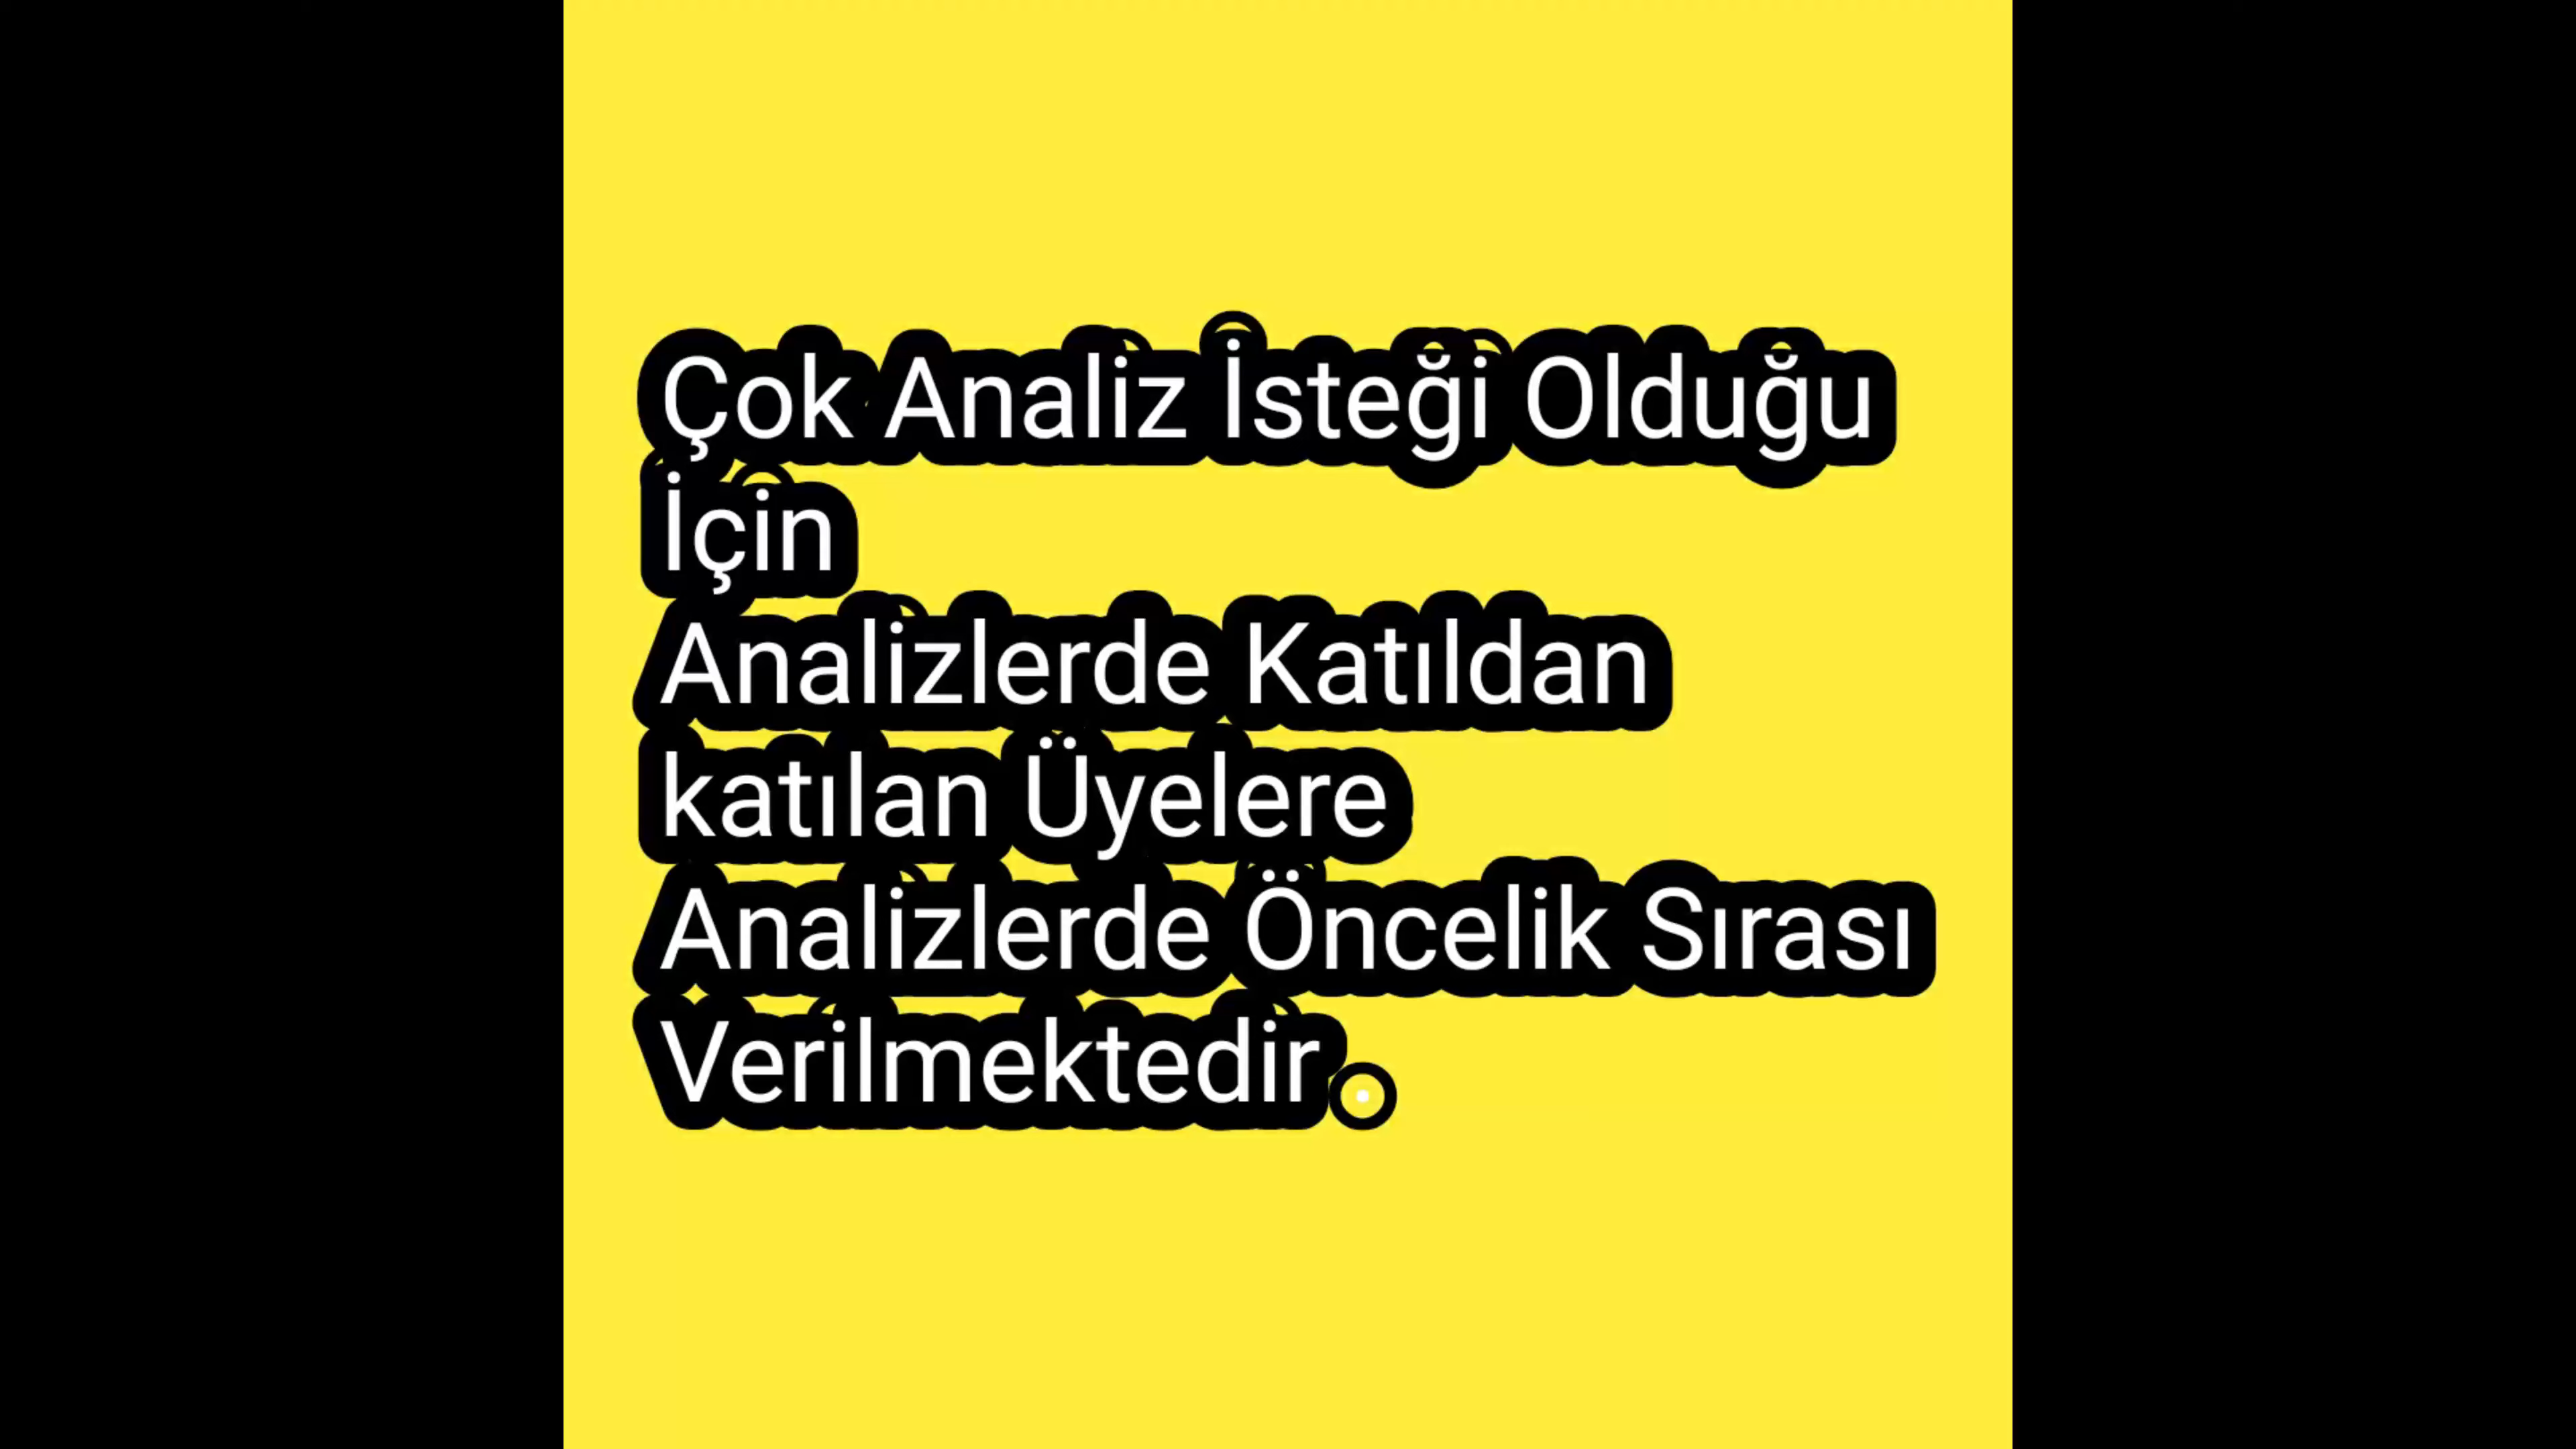 Çok Analiz İsteği Olduğu
İçin
Analizlerde Katıldan
katılan Üyelere
Analizlerde Öncelik Sırası
Verilmektedir.